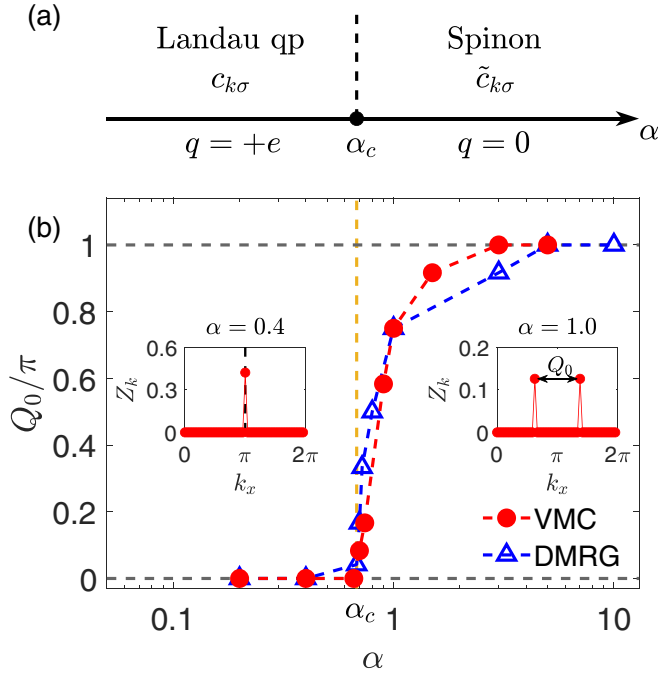 (a)
Landau qp Spinon
c_{kσ} c̃_{kσ}
α
q = +e α_c q = 0
(b)
1
0.8
0.6
0.4
0.2
0
Q_0/π
α = 0.4
0.6
0.3
0
Z_k
0 π 2π
k_x
α = 1.0
0.2
0.1
0
Z_k
Q_0
0 π 2π
k_x
VMC
DMRG
0.1 α_c 1 10
α